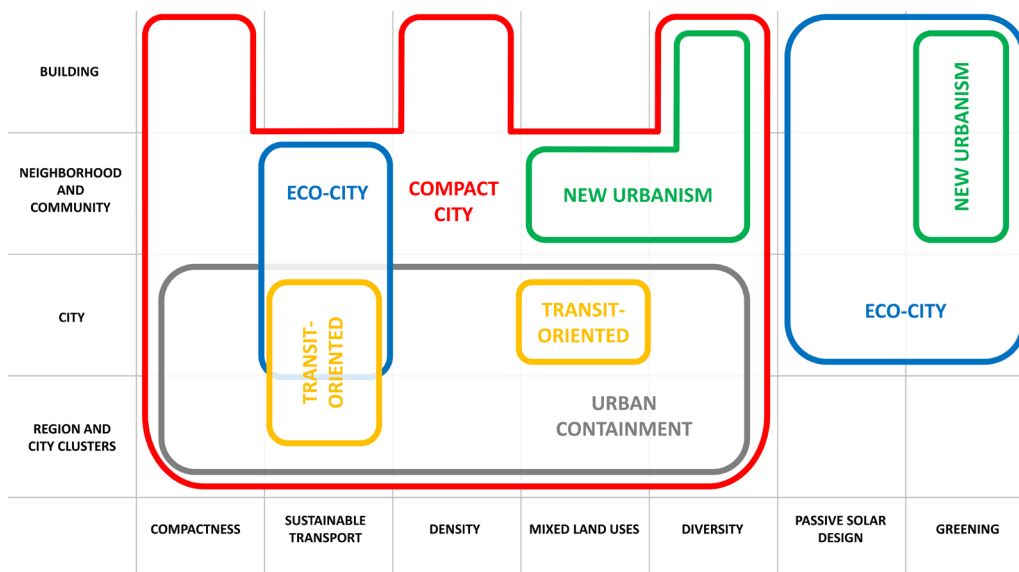 BUILDING
NEIGHBORHOOD
AND
COMMUNITY
CITY
REGION AND
CITY CLUSTERS
ECO-CITY
COMPACT
CITY
NEW URBANISM
NEW URBANISM
TRANSIT-
ORIENTED
TRANSIT-
ORIENTED
ECO-CITY
URBAN
CONTAINMENT
COMPACTNESS
SUSTAINABLE
TRANSPORT
DENSITY
MIXED LAND USES
DIVERSITY
PASSIVE SOLAR
DESIGN
GREENING